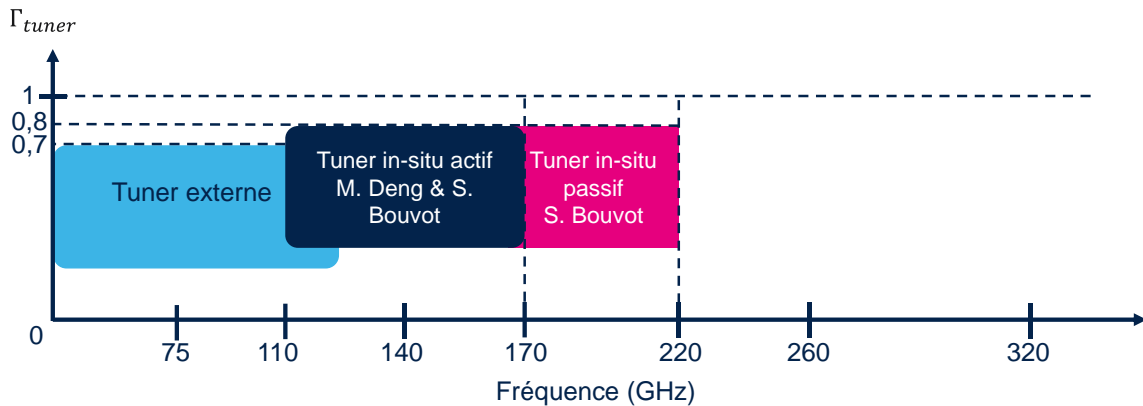 Γtuner
1
0,8
0,7
Tuner externe
Tuner in-situ actif
M. Deng & S.
Bouvot
Tuner in-situ
passif
S. Bouvot
0
75 110 140 170 220 260 320
Fréquence (GHz)